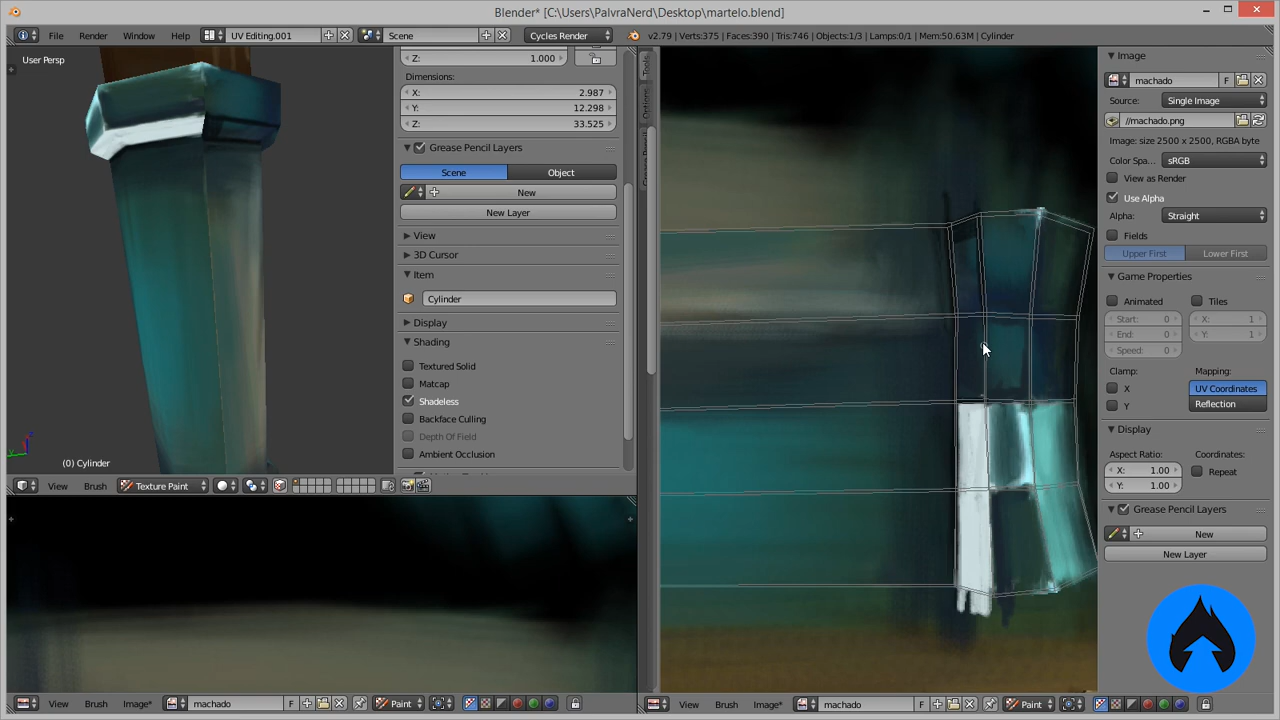 Blender* [C:\Users\PalvraNerd\Desktop\martelo.blend]
File Render Window Help UV Editing.001 Scene Cycles Render v2.79 | Verts:375 | Faces:390 | Tris:746 | Objects:1/3 | Lamps:0/1 | Mem:50.63M | Cylinder
User Persp
Z: 1.000
Dimensions:
X: 2.987
Y: 12.298
Z: 33.525
Grease Pencil Layers
Scene Object
New
New Layer
View
3D Cursor
Item
Cylinder
Display
Shading
Textured Solid
Matcap
Shadeless
Backface Culling
Depth Of Field
Ambient Occlusion
(0) Cylinder
View Brush Texture Paint
Tools
Options
Image
machado F
Source: Single Image
//machado.png
Image: size 2500 x 2500, RGBA byte
Color Spa... sRGB
View as Render
Use Alpha
Alpha: Straight
Fields
Upper First Lower First
Game Properties
Animated Tiles
Start: 0 X: 1
End: 0 Y: 1
Speed: 0
Clamp: Mapping:
X UV Coordinates
Y Reflection
Display
Aspect Ratio: Coordinates:
X: 1.00 Repeat
Y: 1.00
Grease Pencil Layers
New
New Layer
View Brush Image* machado F Paint
View Brush Image* machado F Paint